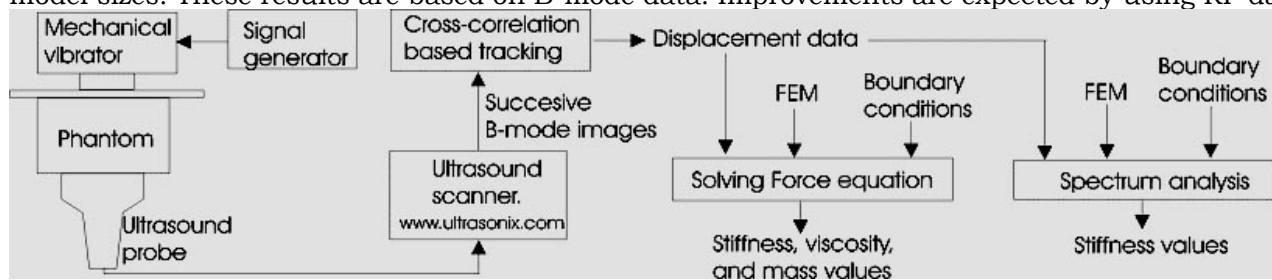 model sizes. These results are based on B-mode data. Improvements are expected by using RF da
Mechanical
vibrator
Signal
generator
Phantom
Ultrasound
probe
Cross-correlation
based tracking
Succesive
B-mode images
Ultrasound
scanner.
www.ultrasonix.com
Displacement data
FEM
Boundary
conditions
Solving Force equation
Stiffness, viscosity,
and mass values
FEM
Boundary
conditions
Spectrum analysis
Stiffness values